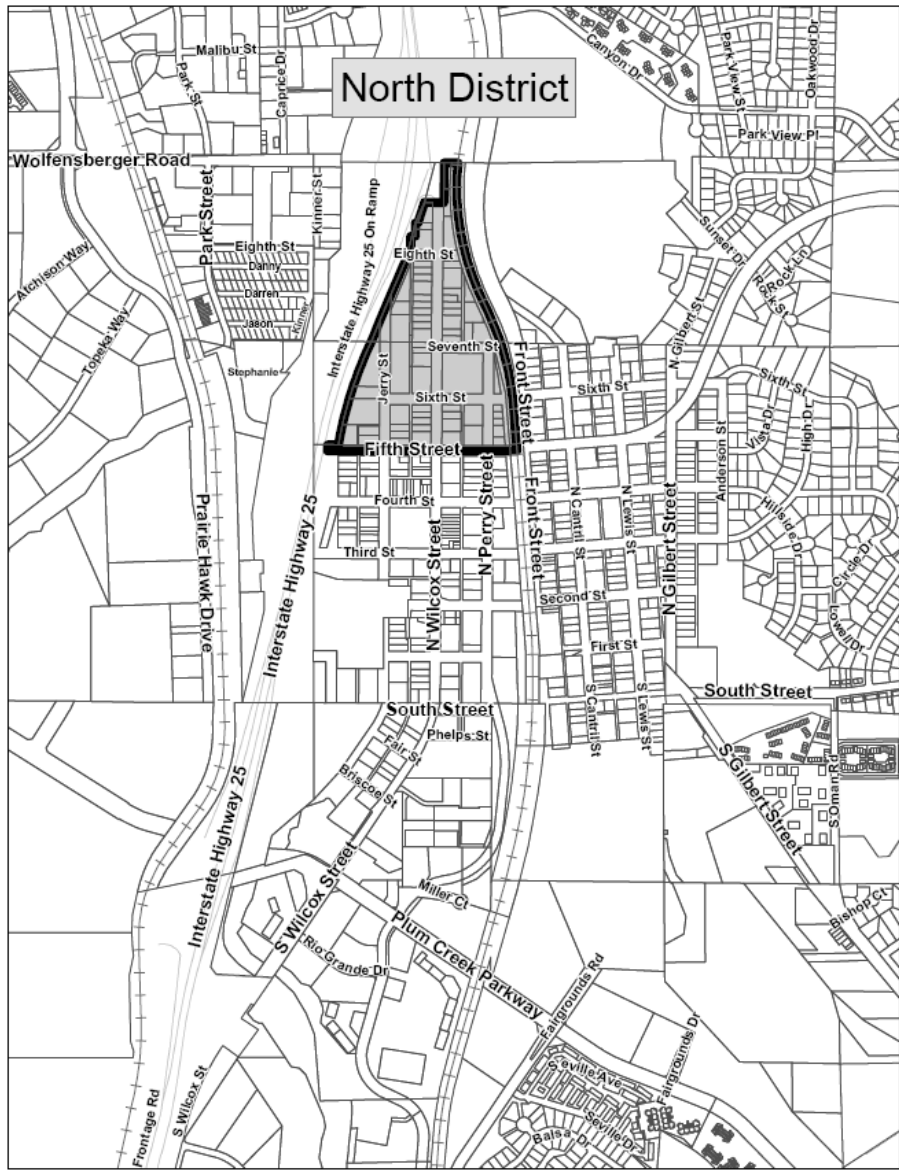 North District
Malibu St
Park St
Caprice Dr
Canyon Dr
Park View St
Oakwood Dr
Park View Pl
Wolfensberger Road
Park Street
Kinner St
Interstate Highway 25 On Ramp
Eighth St
Eighth St
Danny
Darren
Jason
Kinner
Stephanie
Atchison Way
Topeka Way
Sunset Dr
Rock Ln
Rock St
N Gilbert St
Seventh St
Jerry St
Sixth St
Front Street
Sixth St
Sixth St
Vista Dr
High Dr
Anderson St
Fifth Street
Fourth St
Third St
N Wilcox Street
N Perry Street
Front Street
N Cantril St
N Lewis St
N Gilbert Street
Hillside Dr
Circle Dr
Lowell Dr
Prairie Hawk Drive
Interstate Highway 25
Second St
First St
S Cantril St
S Lewis St
South Street
South Street
Phelps St
Fair St
Briscoe St
S Gilbert Street
S Oman Rd
Interstate Highway 25
S Wilcox Street
Miller Ct
Plum Creek Parkway
Rio Grande Dr
Bishop Ct
Fairgrounds Rd
Fairgrounds Dr
Seville Ave
Seville Dr
Balsa Dr
Frontage Rd
S Wilcox St